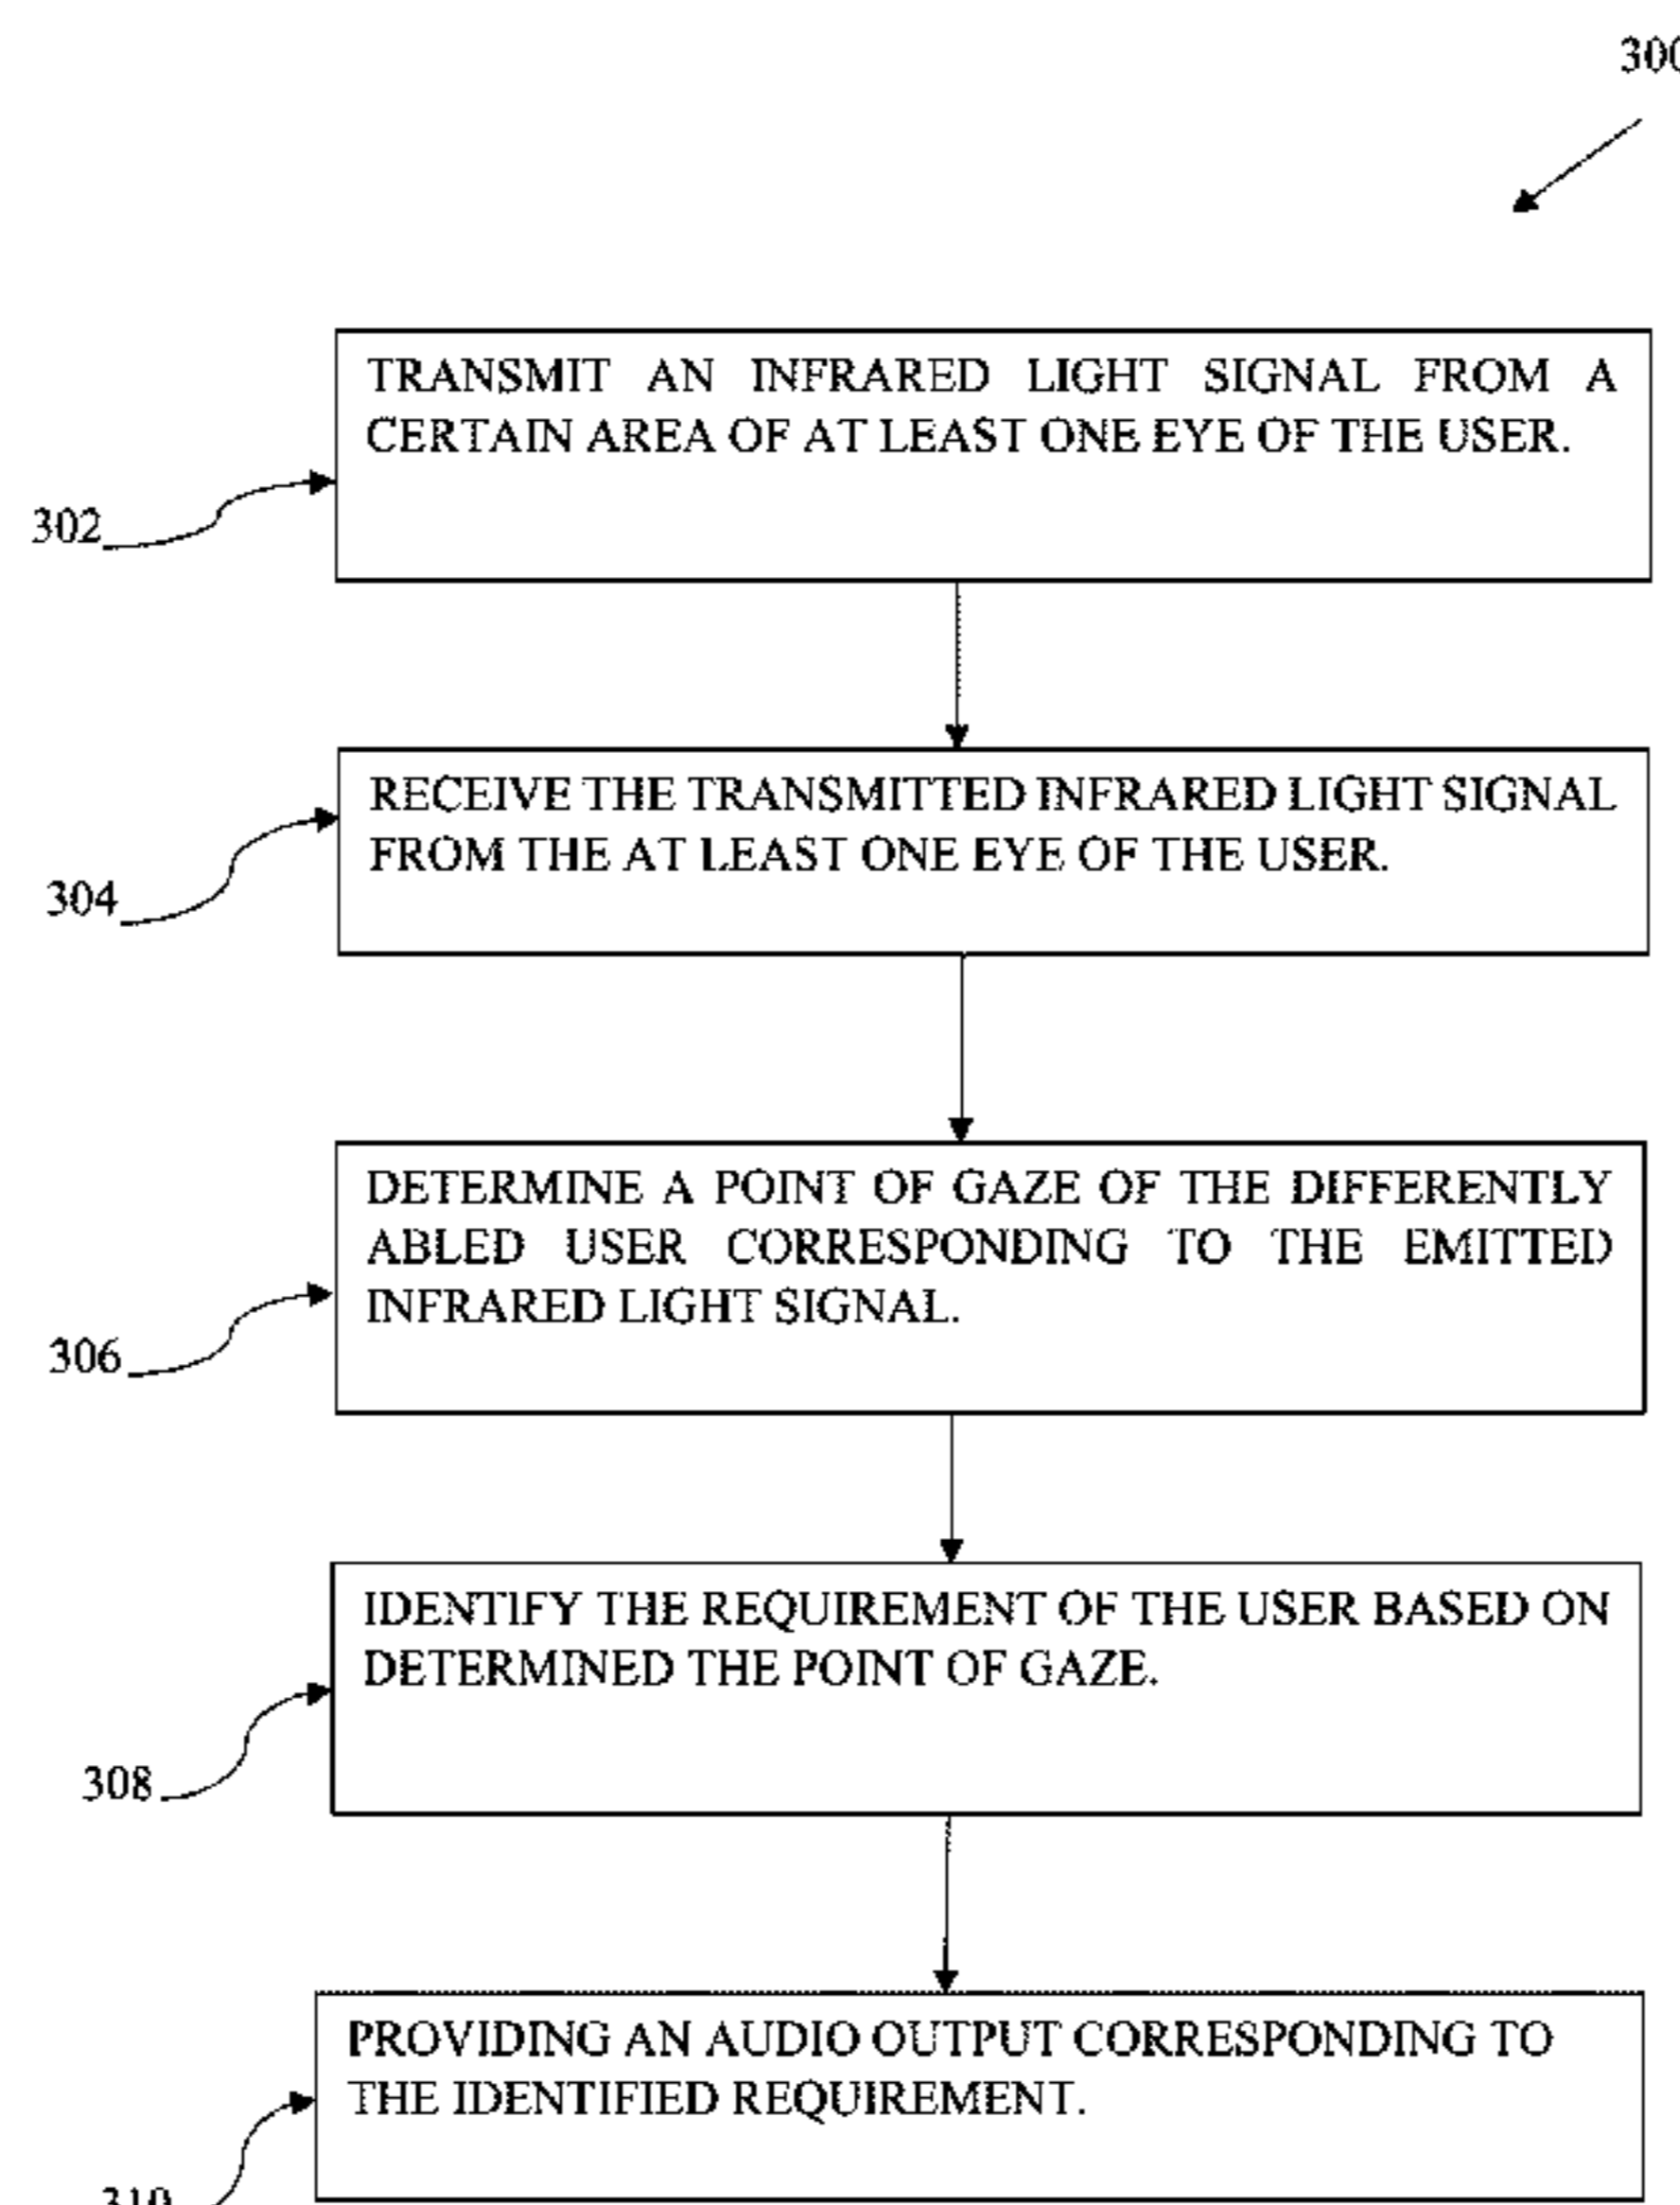 300
TRANSMIT AN INFRARED LIGHT SIGNAL FROM A
CERTAIN AREA OF AT LEAST ONE EYE OF THE USER.
302
RECEIVE THE TRANSMITTED INFRARED LIGHT SIGNAL
FROM THE AT LEAST ONE EYE OF THE USER.
304
DETERMINE A POINT OF GAZE OF THE DIFFERENTLY
ABLED USER CORRESPONDING TO THE EMITTED
INFRARED LIGHT SIGNAL.
306
IDENTIFY THE REQUIREMENT OF THE USER BASED ON
DETERMINED THE POINT OF GAZE.
308
PROVIDING AN AUDIO OUTPUT CORRESPONDING TO
THE IDENTIFIED REQUIREMENT.
310